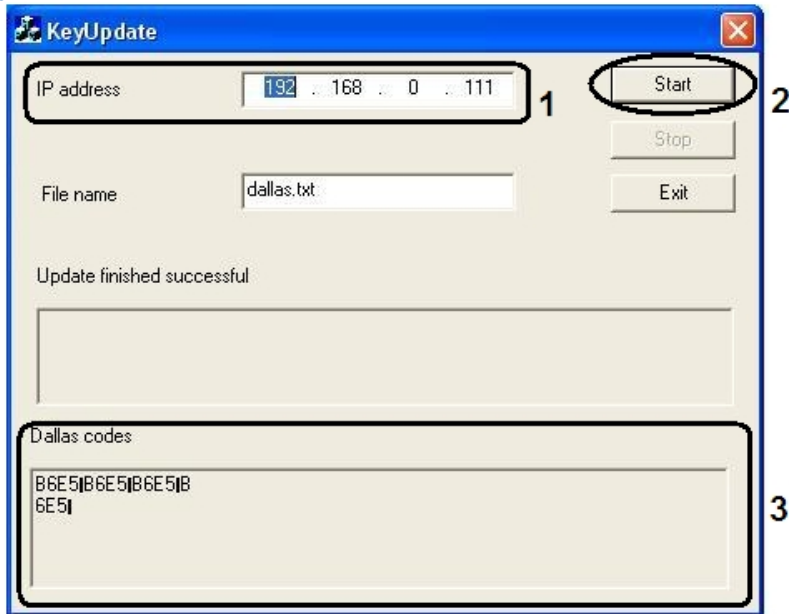 KeyUpdate
IP address 192 . 168 . 0 . 111 1
Start 2
Stop
File name dallas.txt
Exit
Update finished successful
Dallas codes
B6E5|B6E5|B6E5|B
6E5|
3